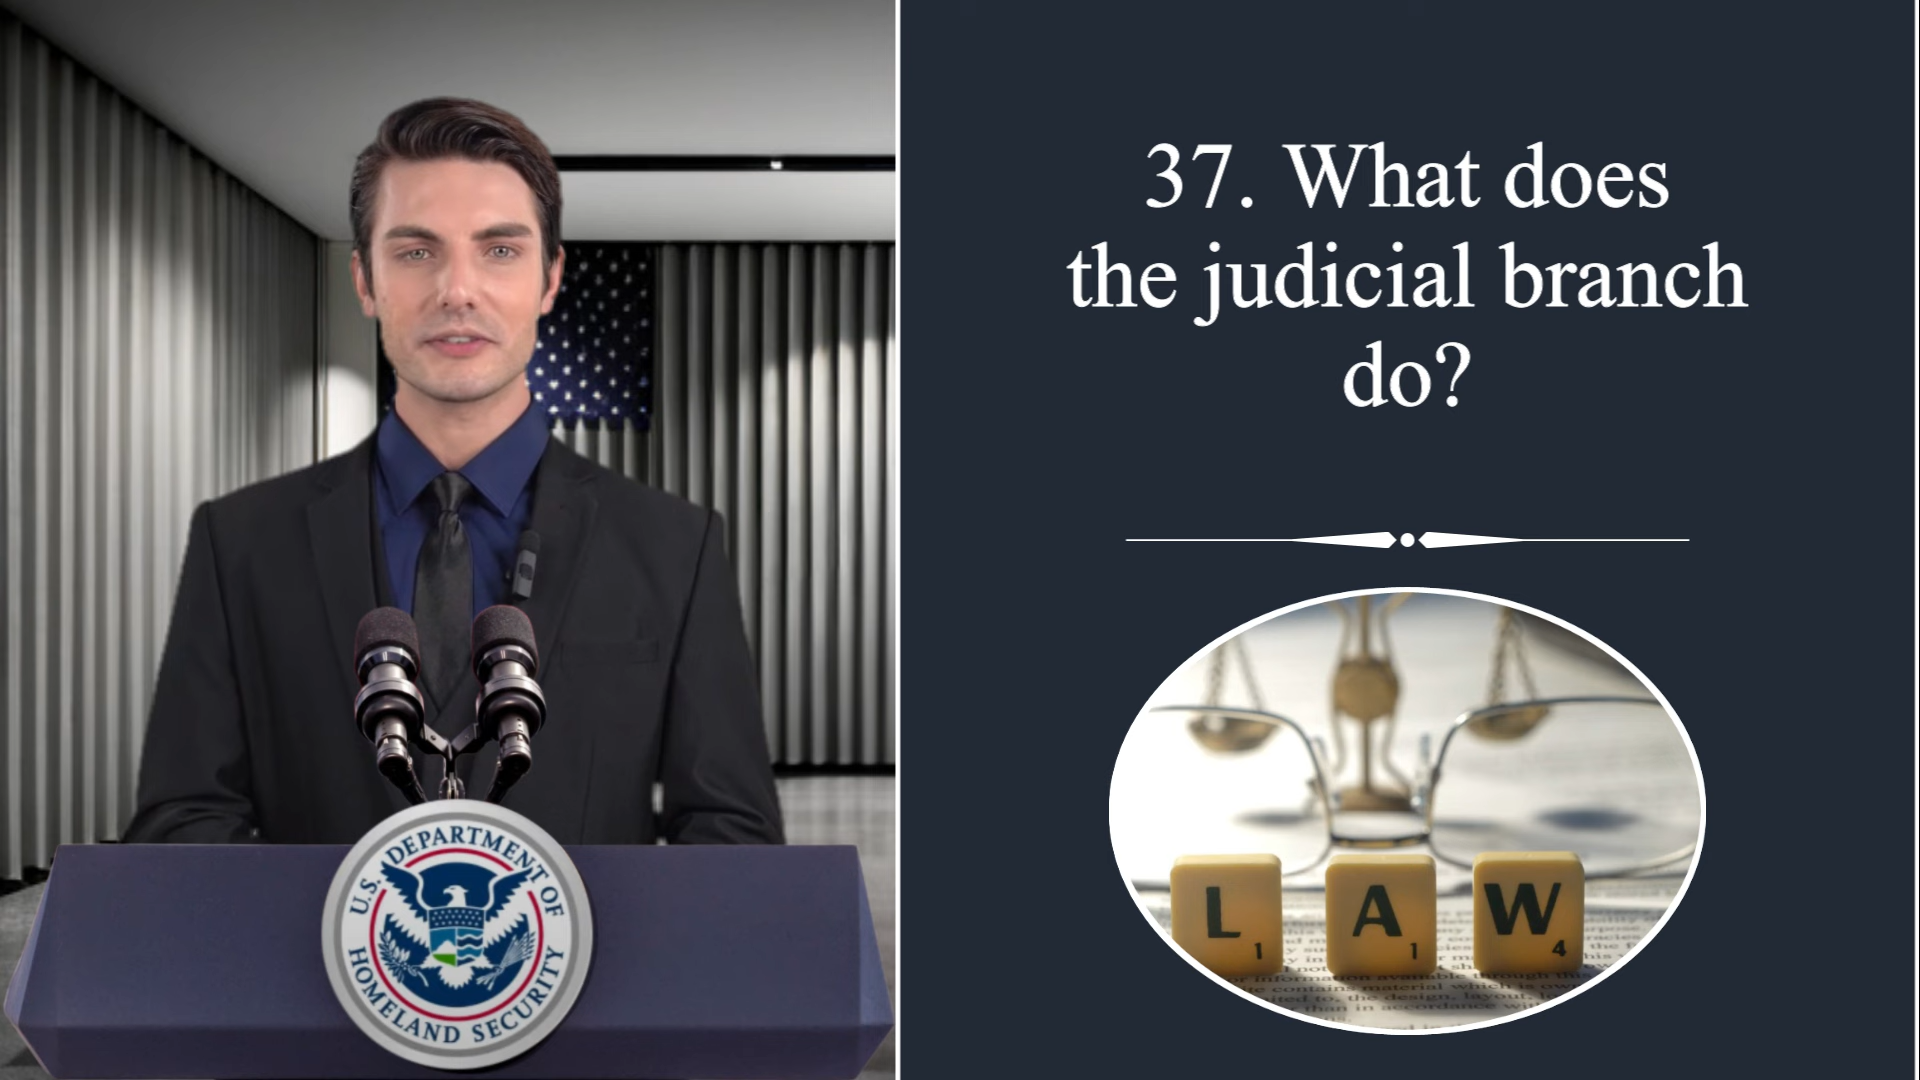 37. What does
the judicial branch
do?
U.S. DEPARTMENT OF
HOMELAND SECURITY
L1 A1 W4